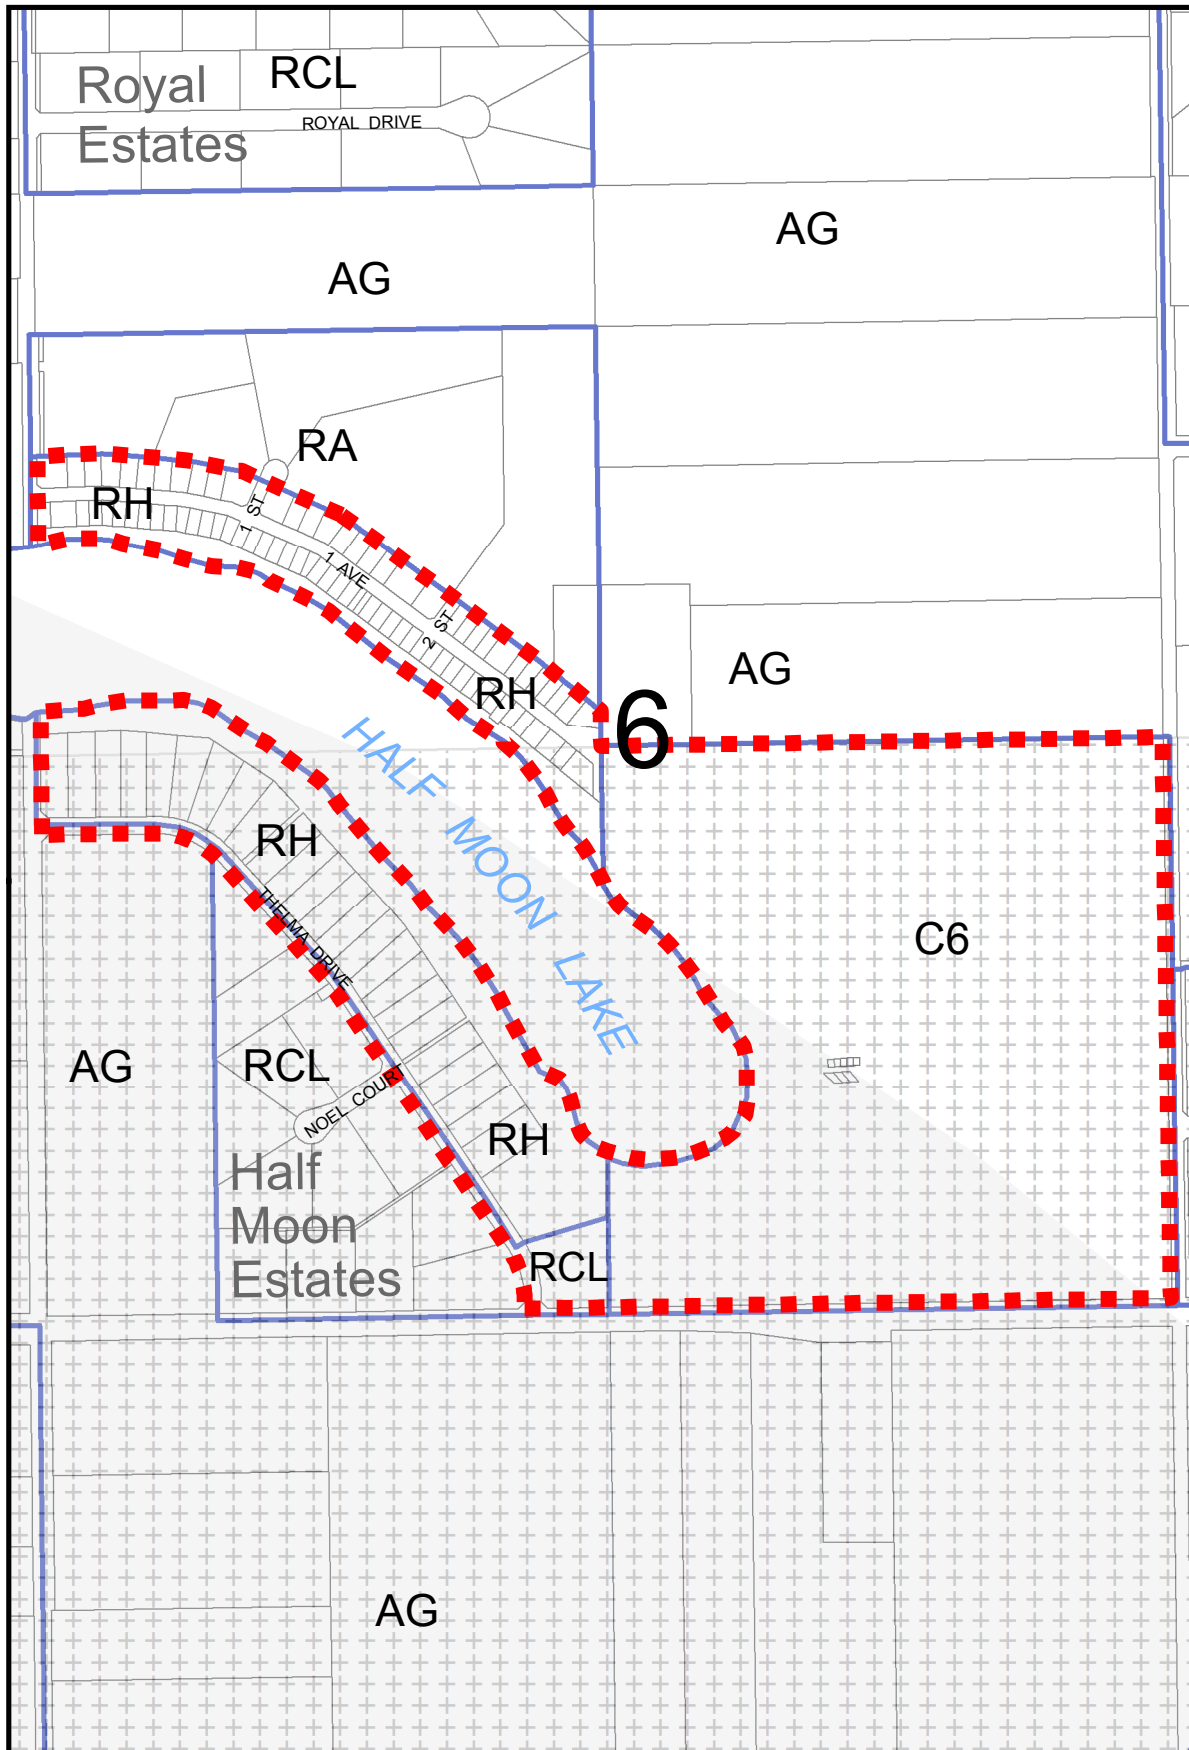 RCL
Royal
Estates
ROYAL DRIVE
AG
AG
RA
RH
1 ST
1 AVE
2 ST
RH
AG
6
HALF MOON LAKE
RH
THELMA DRIVE
C6
AG
RCL
NOEL COURT
RH
Half
Moon
Estates
RCL
AG